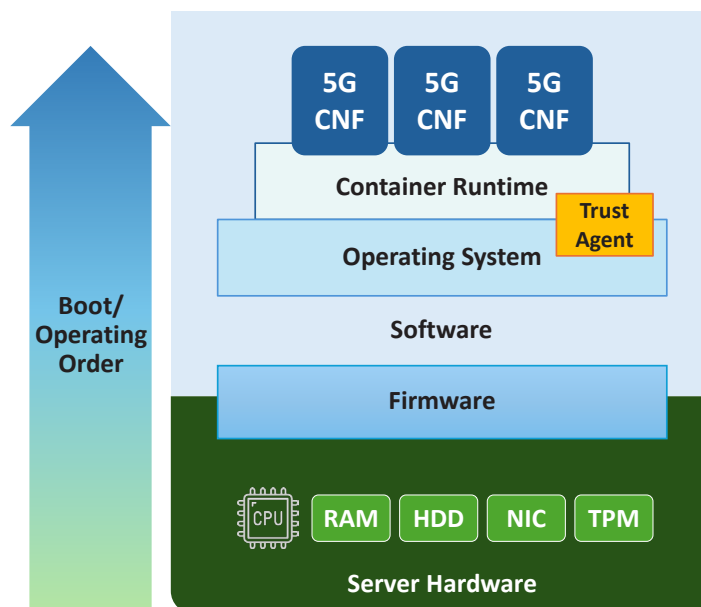 5G
CNF
5G
CNF
5G
CNF
Container Runtime
Trust
Agent
Operating System
Boot/
Operating
Order
Software
Firmware
CPU
RAM
HDD
NIC
TPM
Server Hardware